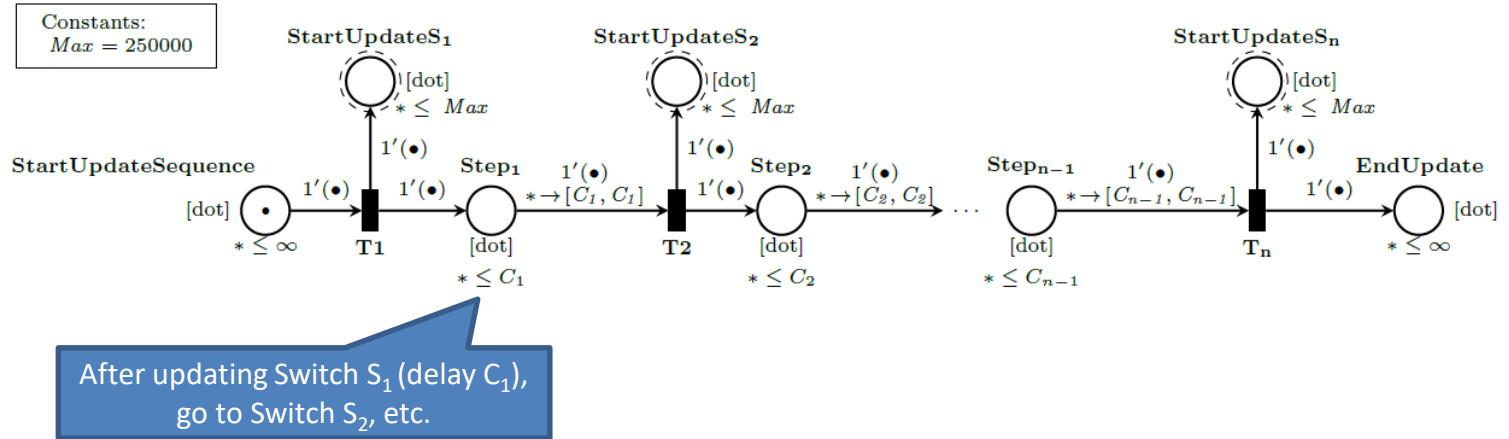 Constants:
Max = 250000
StartUpdateS₁
StartUpdateS₂
StartUpdateSₙ
[dot]
[dot]
[dot]
* ≤ Max
* ≤ Max
* ≤ Max
1′(•)
1′(•)
1′(•)
StartUpdateSequence
Step₁
Step₂
Stepₙ₋₁
EndUpdate
1′(•)
1′(•)
1′(•)
* → [C₁, C₁]
1′(•)
1′(•)
* → [C₂, C₂]
...
1′(•)
* → [Cₙ₋₁, Cₙ₋₁]
1′(•)
[dot]
[dot]
* ≤ ∞
T1
[dot]
T2
[dot]
[dot]
Tₙ
* ≤ ∞
* ≤ C₁
* ≤ C₂
* ≤ Cₙ₋₁
After updating Switch S₁ (delay C₁),
go to Switch S₂, etc.